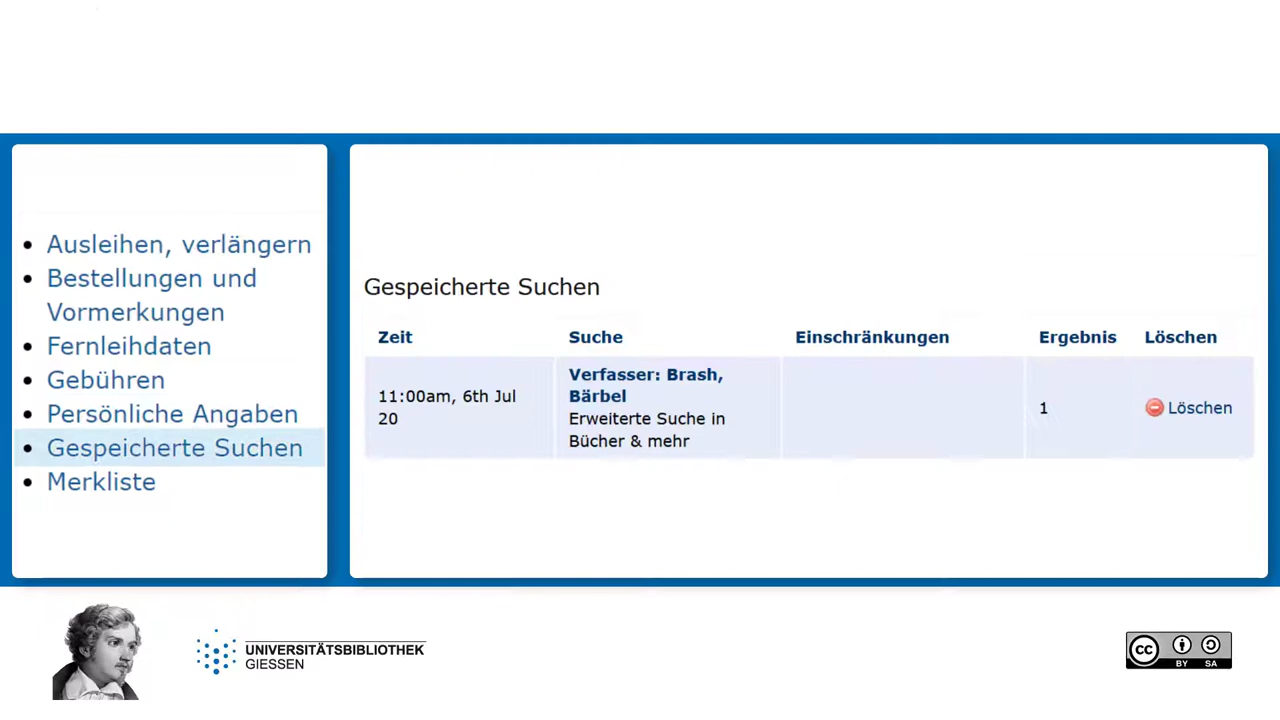 Ausleihen, verlängern
Bestellungen und
Vormerkungen
Fernleihdaten
Gebühren
Persönliche Angaben
Gespeicherte Suchen
Merkliste
Gespeicherte Suchen
Zeit Suche Einschränkungen Ergebnis Löschen
11:00am, 6th Jul
20
Verfasser: Brash,
Bärbel
Erweiterte Suche in
Bücher & mehr
1
Löschen
UNIVERSITÄTSBIBLIOTHEK
GIESSEN
cc
BY SA